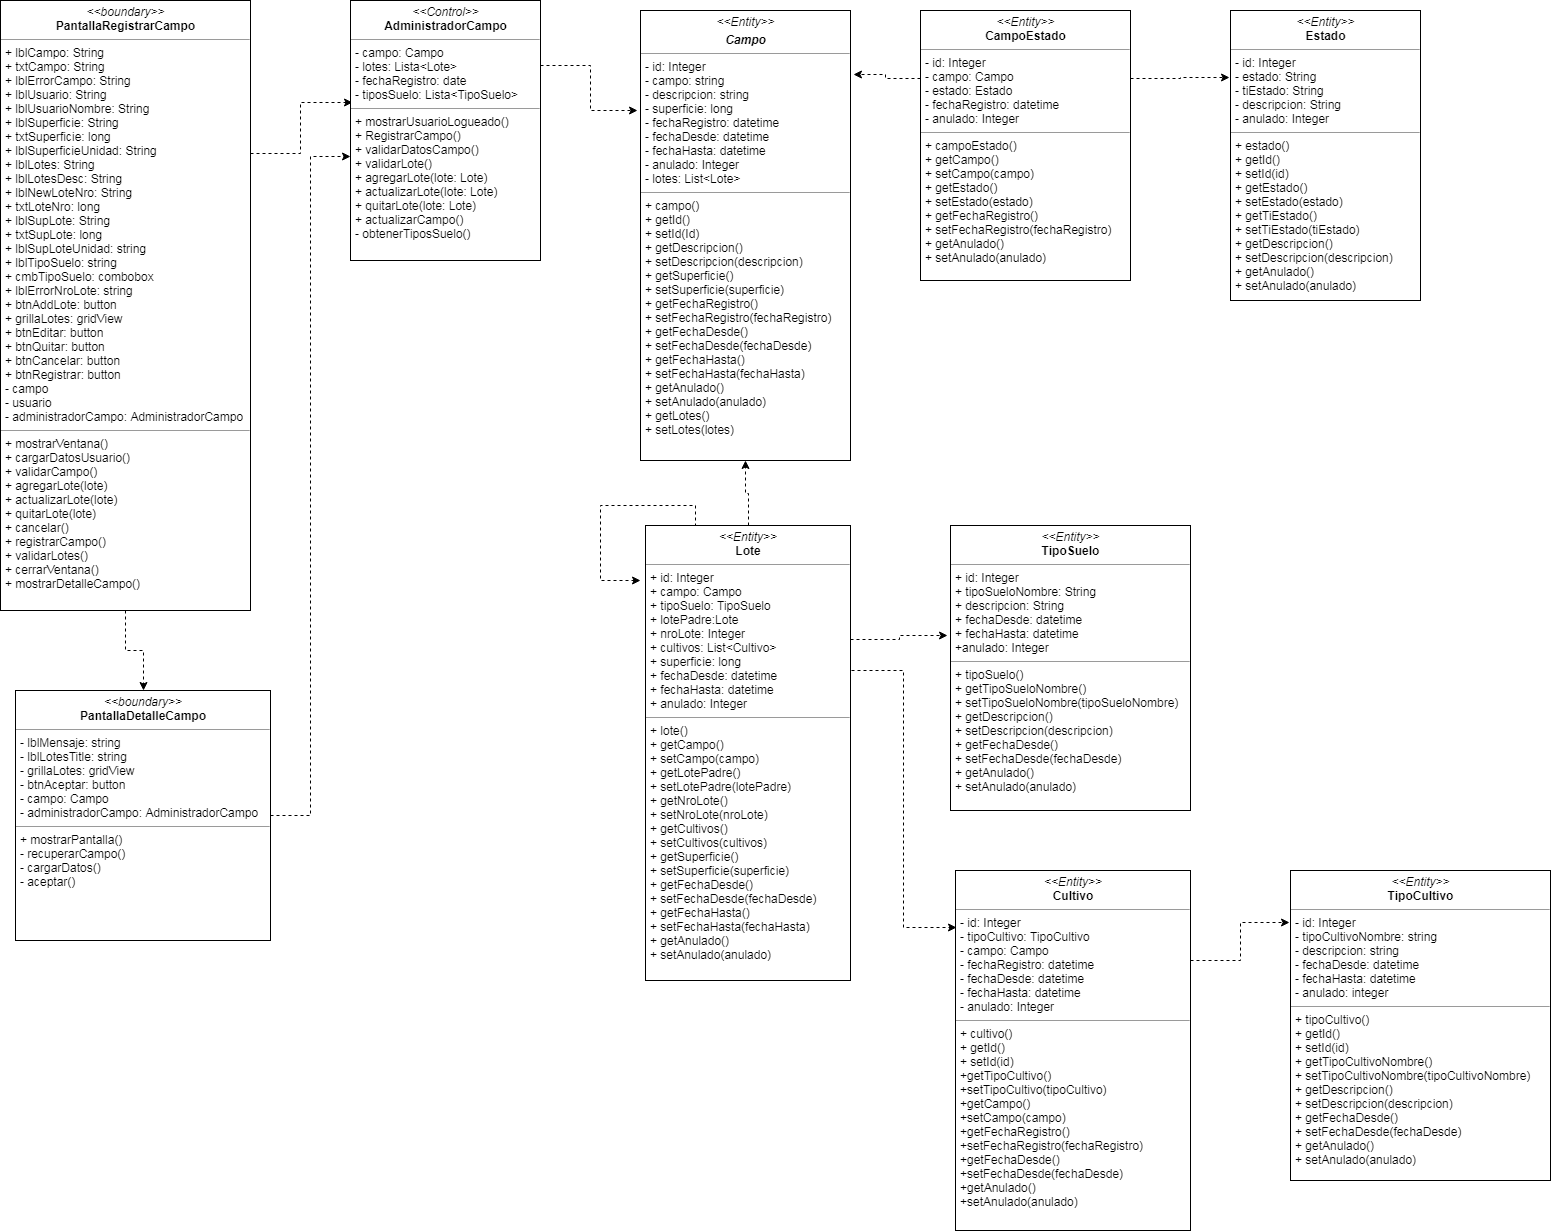 <<boundary>>
PantallaRegistrarCampo
+ lblCampo: String
+ txtCampo: String
+ lblErrorCampo: String
+ lblUsuario: String
+ lblUsuarioNombre: String
+ lblSuperficie: String
+ txtSuperficie: long
+ lblSuperficieUnidad: String
+ lblLotes: String
+ lblLotesDesc: String
+ lblNewLoteNro: String
+ txtLoteNro: long
+ lblSupLote: String
+ txtSupLote: long
+ lblSupLoteUnidad: string
+ lblTipoSuelo: string
+ cmbTipoSuelo: combobox
+ lblErrorNroLote: string
+ btnAddLote: button
+ grillaLotes: gridView
+ btnEditar: button
+ btnQuitar: button
+ btnCancelar: button
+ btnRegistrar: button
- campo
- usuario
- administradorCampo: AdministradorCampo
+ mostrarVentana()
+ cargarDatosUsuario()
+ validarCampo()
+ agregarLote(lote)
+ actualizarLote(lote)
+ quitarLote(lote)
+ cancelar()
+ registrarCampo()
+ validarLotes()
+ cerrarVentana()
+ mostrarDetalleCampo()
<<Control>>
AdministradorCampo
- campo: Campo
- lotes: Lista<Lote>
- fechaRegistro: date
- tiposSuelo: Lista<TipoSuelo>
+ mostrarUsuarioLogueado()
+ RegistrarCampo()
+ validarDatosCampo()
+ validarLote()
+ agregarLote(lote: Lote)
+ actualizarLote(lote: Lote)
+ quitarLote(lote: Lote)
+ actualizarCampo()
- obtenerTiposSuelo()
<<Entity>>
Campo
- id: Integer
- campo: string
- descripcion: string
- superficie: long
- fechaRegistro: datetime
- fechaDesde: datetime
- fechaHasta: datetime
- anulado: Integer
- lotes: List<Lote>
+ campo()
+ getId()
+ setId(Id)
+ getDescripcion()
+ setDescripcion(descripcion)
+ getSuperficie()
+ setSuperficie(superficie)
+ getFechaRegistro()
+ setFechaRegistro(fechaRegistro)
+ getFechaDesde()
+ setFechaDesde(fechaDesde)
+ getFechaHasta()
+ setFechaHasta(fechaHasta)
+ getAnulado()
+ setAnulado(anulado)
+ getLotes()
+ setLotes(lotes)
<<Entity>>
CampoEstado
- id: Integer
- campo: Campo
- estado: Estado
- fechaRegistro: datetime
- anulado: Integer
+ campoEstado()
+ getCampo()
+ setCampo(campo)
+ getEstado()
+ setEstado(estado)
+ getFechaRegistro()
+ setFechaRegistro(fechaRegistro)
+ getAnulado()
+ setAnulado(anulado)
<<Entity>>
Estado
- id: Integer
- estado: String
- tiEstado: String
- descripcion: String
- anulado: Integer
+ estado()
+ getId()
+ setId(id)
+ getEstado()
+ setEstado(estado)
+ getTiEstado()
+ setTiEstado(tiEstado)
+ getDescripcion()
+ setDescripcion(descripcion)
+ getAnulado()
+ setAnulado(anulado)
<<Entity>>
Lote
+ id: Integer
+ campo: Campo
+ tipoSuelo: TipoSuelo
+ lotePadre:Lote
+ nroLote: Integer
+ cultivos: List<Cultivo>
+ superficie: long
+ fechaDesde: datetime
+ fechaHasta: datetime
+ anulado: Integer
+ lote()
+ getCampo()
+ setCampo(campo)
+ getLotePadre()
+ setLotePadre(lotePadre)
+ getNroLote()
+ setNroLote(nroLote)
+ getCultivos()
+ setCultivos(cultivos)
+ getSuperficie()
+ setSuperficie(superficie)
+ getFechaDesde()
+ setFechaDesde(fechaDesde)
+ getFechaHasta()
+ setFechaHasta(fechaHasta)
+ getAnulado()
+ setAnulado(anulado)
<<Entity>>
TipoSuelo
+ id: Integer
+ tipoSueloNombre: String
+ descripcion: String
+ fechaDesde: datetime
+ fechaHasta: datetime
+anulado: Integer
+ tipoSuelo()
+ getTipoSueloNombre()
+ setTipoSueloNombre(tipoSueloNombre)
+ getDescripcion()
+ setDescripcion(descripcion)
+ getFechaDesde()
+ setFechaDesde(fechaDesde)
+ getAnulado()
+ setAnulado(anulado)
<<boundary>>
PantallaDetalleCampo
- lblMensaje: string
- lblLotesTitle: string
- grillaLotes: gridView
- btnAceptar: button
- campo: Campo
- administradorCampo: AdministradorCampo
+ mostrarPantalla()
- recuperarCampo()
- cargarDatos()
- aceptar()
<<Entity>>
Cultivo
- id: Integer
- tipoCultivo: TipoCultivo
- campo: Campo
- fechaRegistro: datetime
- fechaDesde: datetime
- fechaHasta: datetime
- anulado: Integer
+ cultivo()
+ getId()
+ setId(id)
+getTipoCultivo()
+setTipoCultivo(tipoCultivo)
+getCampo()
+setCampo(campo)
+getFechaRegistro()
+setFechaRegistro(fechaRegistro)
+getFechaDesde()
+setFechaDesde(fechaDesde)
+getAnulado()
+setAnulado(anulado)
<<Entity>>
TipoCultivo
- id: Integer
- tipoCultivoNombre: string
- descripcion: string
- fechaDesde: datetime
- fechaHasta: datetime
- anulado: integer
+ tipoCultivo()
+ getId()
+ setId(id)
+ getTipoCultivoNombre()
+ setTipoCultivoNombre(tipoCultivoNombre)
+ getDescripcion()
+ setDescripcion(descripcion)
+ getFechaDesde()
+ setFechaDesde(fechaDesde)
+ getAnulado()
+ setAnulado(anulado)